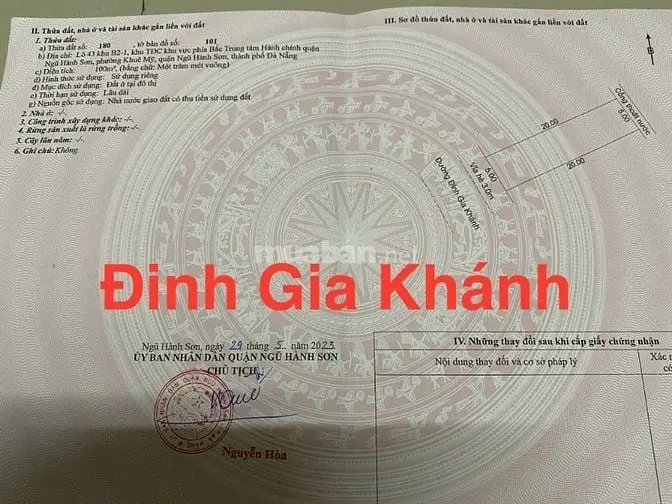 II. Thửa đất, nhà ở và tài sản khác gắn liền với đất
1. Thửa đất:
a) Thửa đất số: 180 , tờ bản đồ số: 101
b) Địa chỉ: Lô 43 khu B2-1, khu TĐC khu vực phía Bắc Trung tâm Hành chính quận
Ngũ Hành Sơn, phường Khuê Mỹ, quận Ngũ Hành Sơn, thành phố Đà Nẵng
c) Diện tích: 100m², (bằng chữ: Một trăm mét vuông)
d) Hình thức sử dụng: Sử dụng riêng
đ) Mục đích sử dụng: Đất ở tại đô thị
e) Thời hạn sử dụng: Lâu dài
g) Nguồn gốc sử dụng: Nhà nước giao đất có thu tiền sử dụng đất
2. Nhà ở: -/-.
3. Công trình xây dựng khác: -/-.
4. Rừng sản xuất là rừng trồng: -/-.
5. Cây lâu năm: -/-.
6. Ghi chú: Không.
III. Sơ đồ thửa đất, nhà ở và tài sản khác gắn liền với đất
B
20.00
Cống thoát nước
5.00
20.00
5.00
Vỉa hè 3.0m
Đường Đinh Gia Khánh
muaban.net
Đinh Gia Khánh
Ngũ Hành Sơn, ngày 29 tháng 5 năm 2023
ỦY BAN NHÂN DÂN QUẬN NGŨ HÀNH SƠN
CHỦ TỊCH
Nguyễn Hòa
IV. Những thay đổi sau khi cấp giấy chứng nhận
Nội dung thay đổi và cơ sở pháp lý
Xác n
có